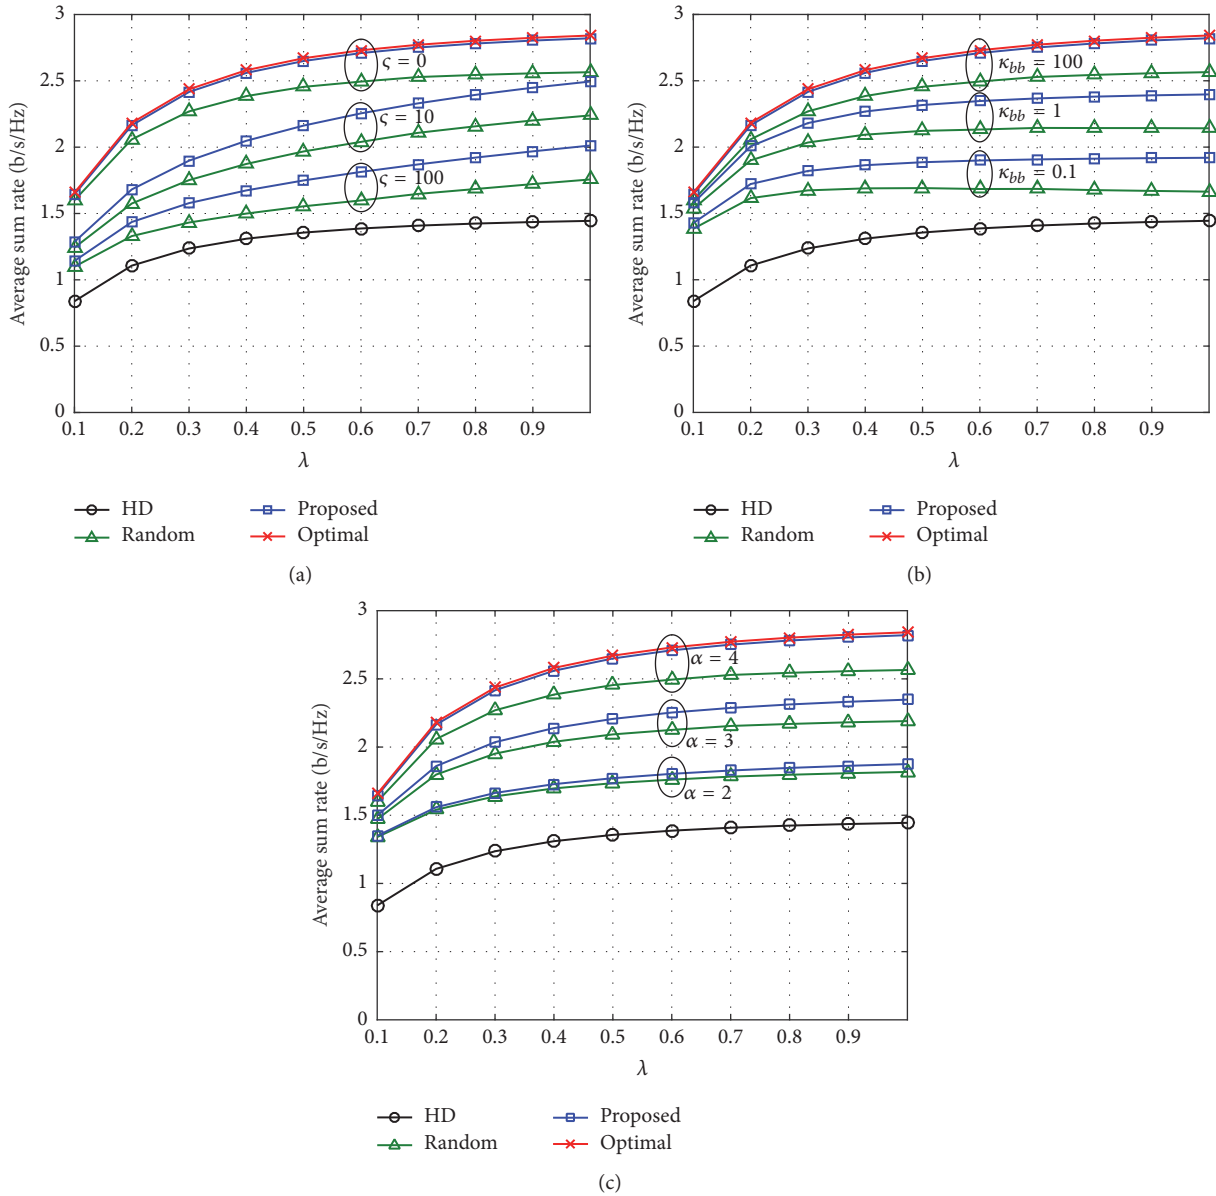 3
2.5
2
1.5
1
0.5
0
Average sum rate (b/s/Hz)
ς = 0
ς = 10
ς = 100
0.1 0.2 0.3 0.4 0.5 0.6 0.7 0.8 0.9
λ
HD
Random
Proposed
Optimal
(a)
3
2.5
2
1.5
1
0.5
0
Average sum rate (b/s/Hz)
κbb = 100
κbb = 1
κbb = 0.1
0.1 0.2 0.3 0.4 0.5 0.6 0.7 0.8 0.9
λ
HD
Random
Proposed
Optimal
(b)
3
2.5
2
1.5
1
0.5
0
Average sum rate (b/s/Hz)
α = 4
α = 3
α = 2
0.1 0.2 0.3 0.4 0.5 0.6 0.7 0.8 0.9
λ
HD
Random
Proposed
Optimal
(c)